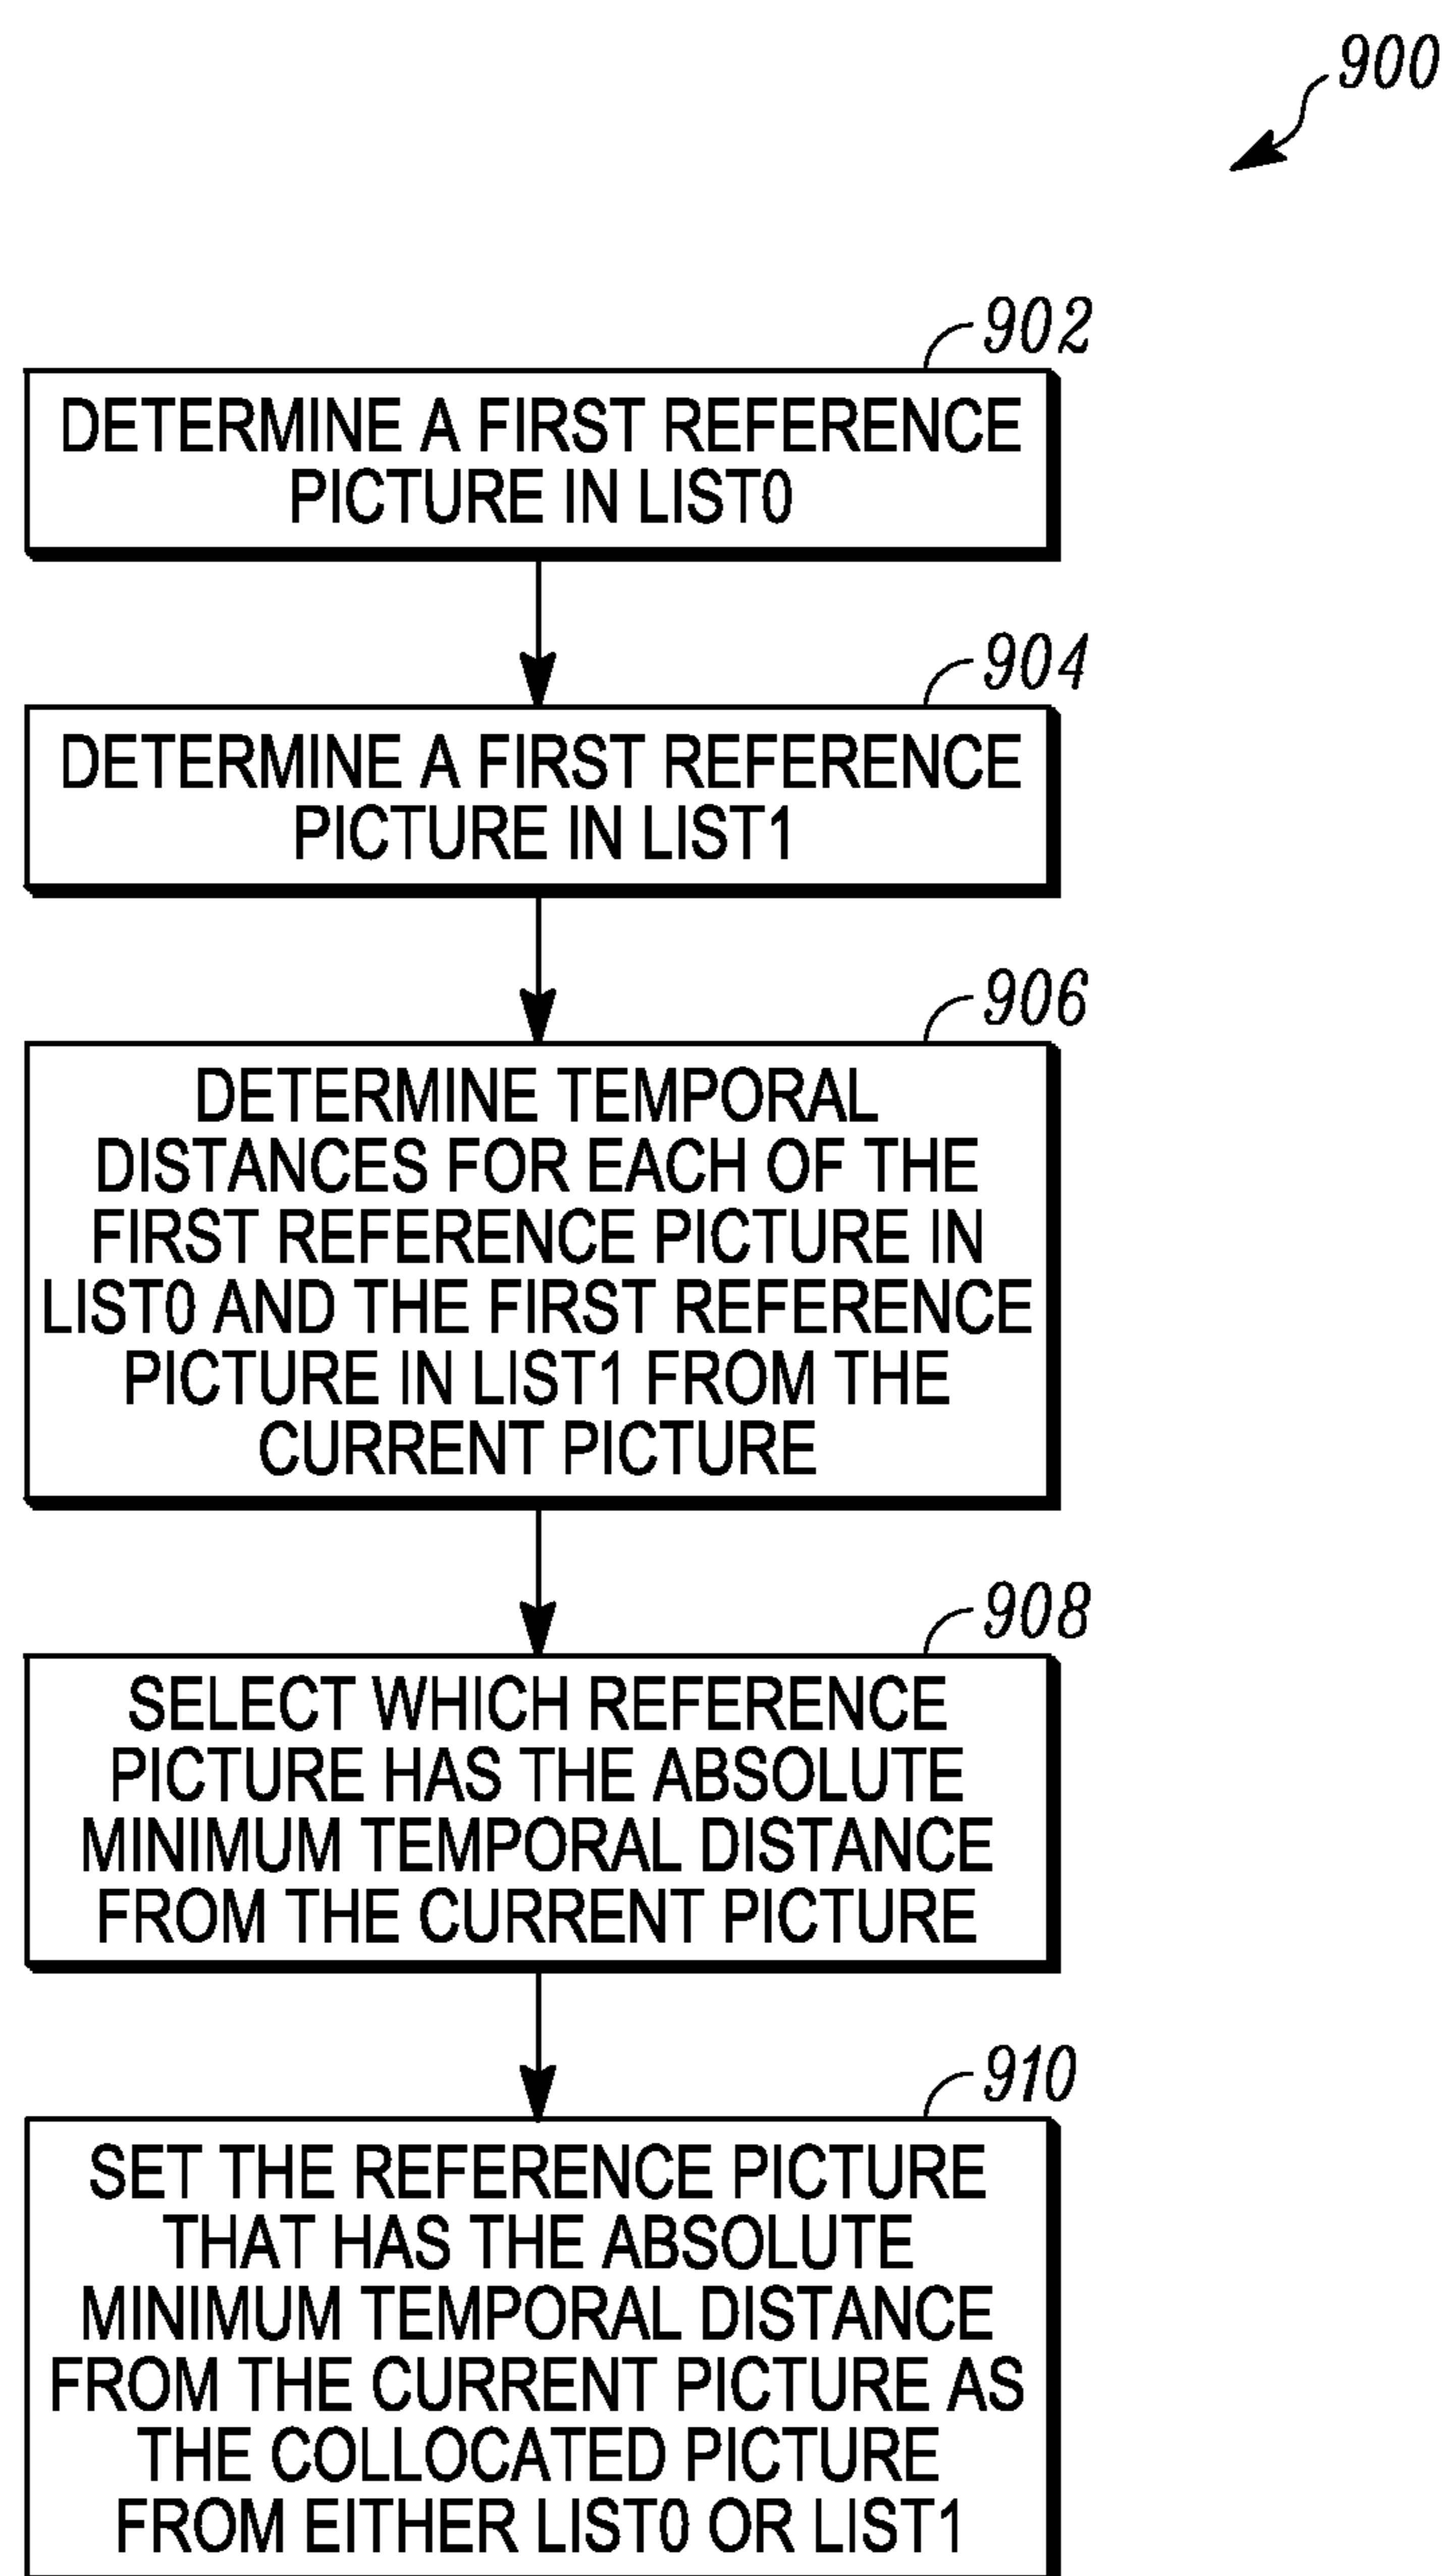 900
902
DETERMINE A FIRST REFERENCE
PICTURE IN LIST0
904
DETERMINE A FIRST REFERENCE
PICTURE IN LIST1
906
DETERMINE TEMPORAL
DISTANCES FOR EACH OF THE
FIRST REFERENCE PICTURE IN
LIST0 AND THE FIRST REFERENCE
PICTURE IN LIST1 FROM THE
CURRENT PICTURE
908
SELECT WHICH REFERENCE
PICTURE HAS THE ABSOLUTE
MINIMUM TEMPORAL DISTANCE
FROM THE CURRENT PICTURE
910
SET THE REFERENCE PICTURE
THAT HAS THE ABSOLUTE
MINIMUM TEMPORAL DISTANCE
FROM THE CURRENT PICTURE AS
THE COLLOCATED PICTURE
FROM EITHER LIST0 OR LIST1